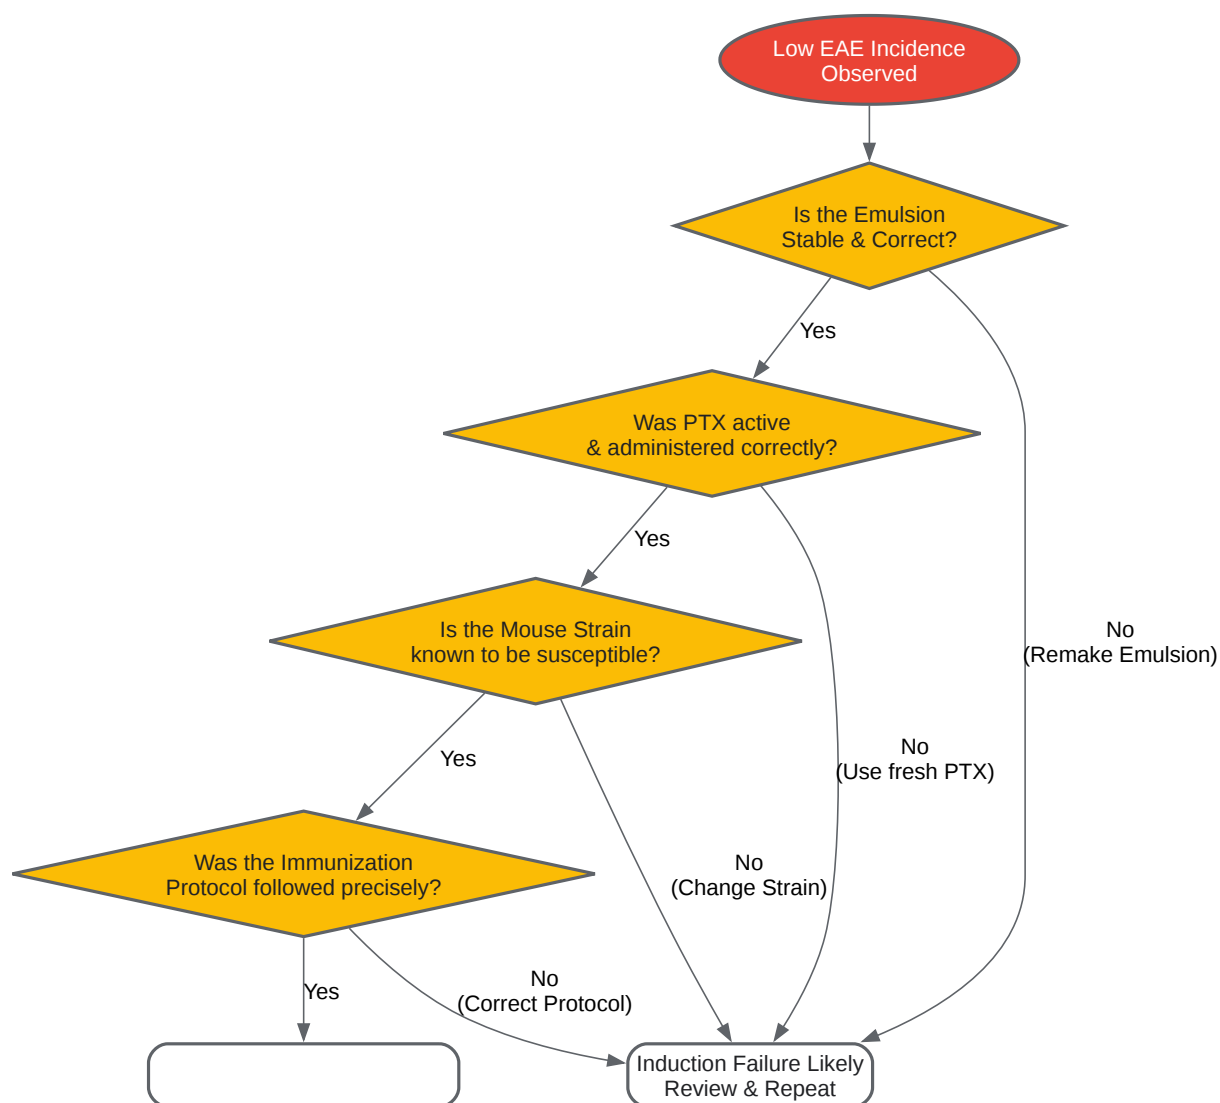 Low EAE Incidence
Observed
Is the Emulsion
Stable & Correct?
Yes
Was PTX active
& administered correctly?
Yes
No
(Remake Emulsion)
Is the Mouse Strain
known to be susceptible?
Yes
No
(Use fresh PTX)
Was the Immunization
Protocol followed precisely?
No
(Change Strain)
Yes
No
(Correct Protocol)
Induction Failure Likely
Review & Repeat